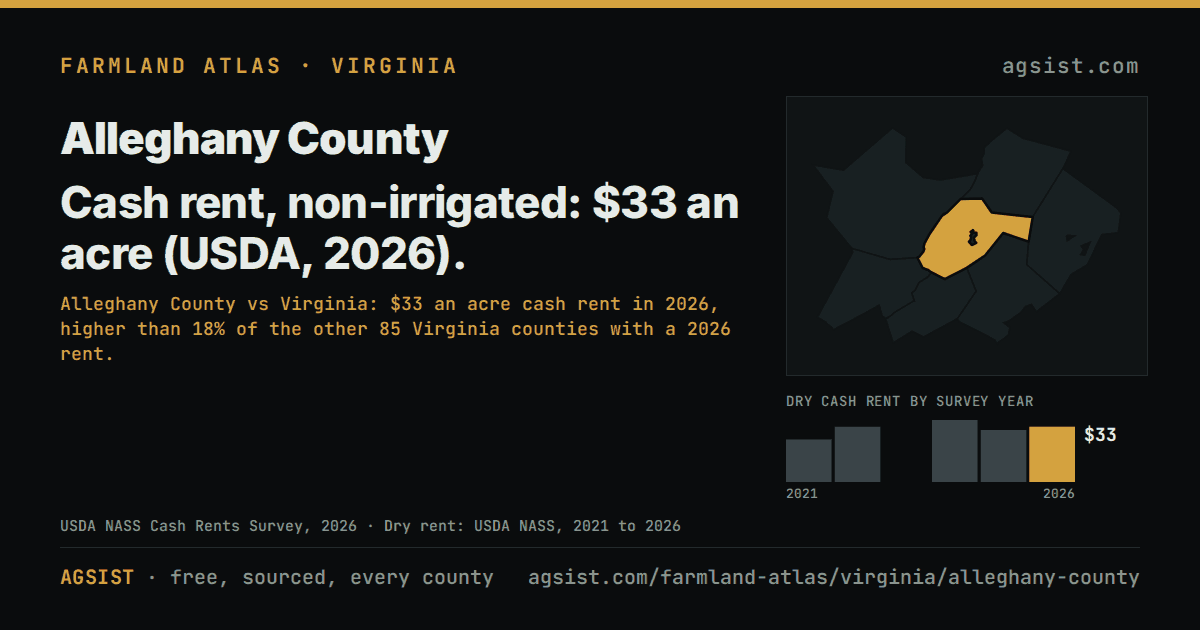 FARMLAND ATLAS · VIRGINIA
agsist.com
Alleghany County
Cash rent, non-irrigated: $33 an
acre (USDA, 2026).
Alleghany County vs Virginia: $33 an acre cash rent in 2026,
higher than 18% of the other 85 Virginia counties with a 2026
rent.
DRY CASH RENT BY SURVEY YEAR
$33
2021
2026
USDA NASS Cash Rents Survey, 2026 · Dry rent: USDA NASS, 2021 to 2026
AGSIST · free, sourced, every county
agsist.com/farmland-atlas/virginia/alleghany-county